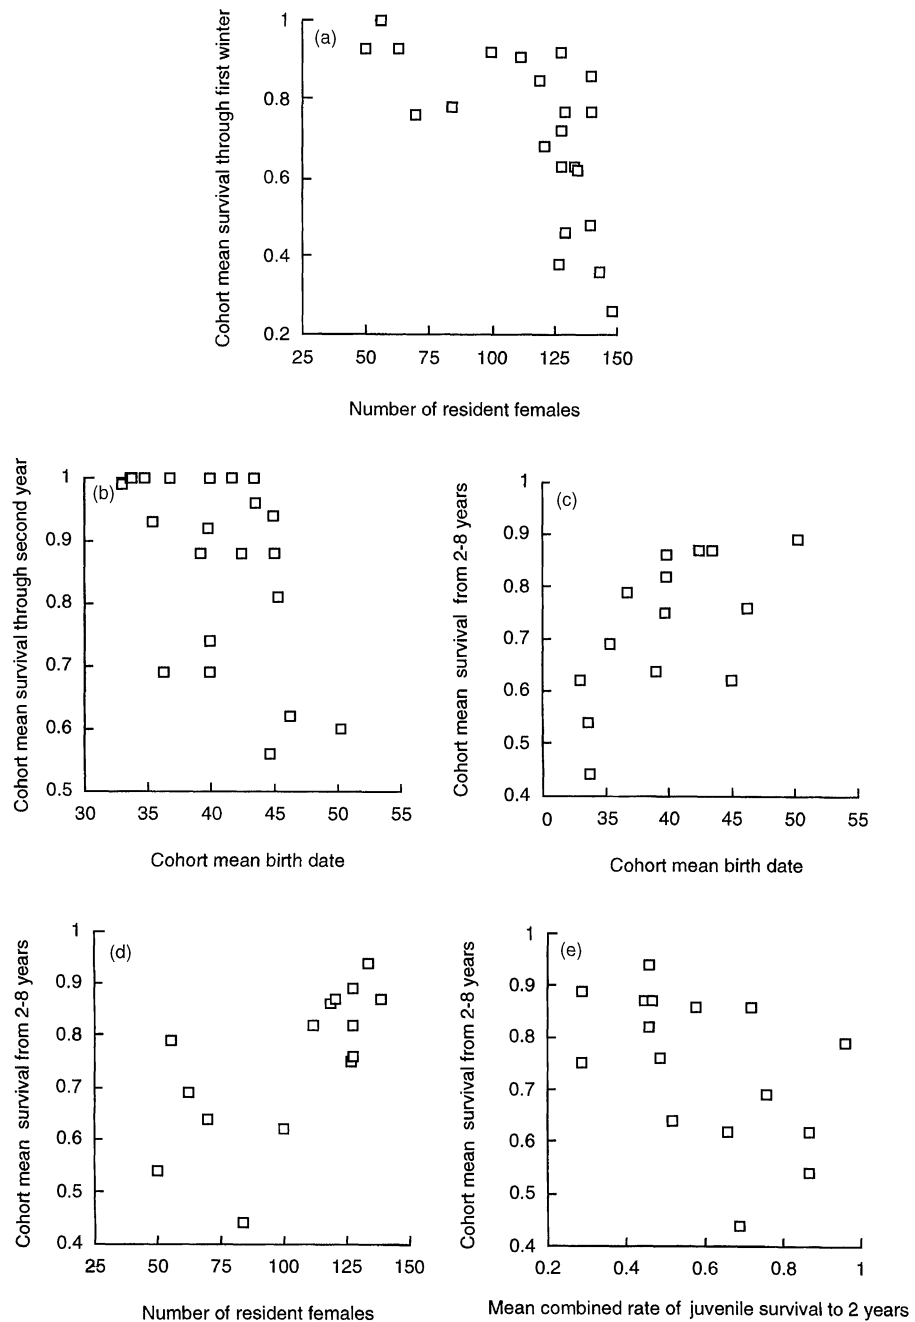 Cohort mean survival through first winter
(a)
1
0.8
0.6
0.4
0.2
25 50 75 100 125 150
Number of resident females
Cohort mean survival through second year
(b)
1
0.9
0.8
0.7
0.6
0.5
30 35 40 45 50 55
Cohort mean birth date
Cohort mean survival from 2-8 years
(c)
1
0.9
0.8
0.7
0.6
0.5
0.4
0 35 40 45 50 55
Cohort mean birth date
Cohort mean survival from 2-8 years
(d)
1
0.9
0.8
0.7
0.6
0.5
0.4
25 50 75 100 125 150
Number of resident females
Cohort mean survival from 2-8 years
(e)
1
0.9
0.8
0.7
0.6
0.5
0.4
0.2 0.4 0.6 0.8 1
Mean combined rate of juvenile survival to 2 years